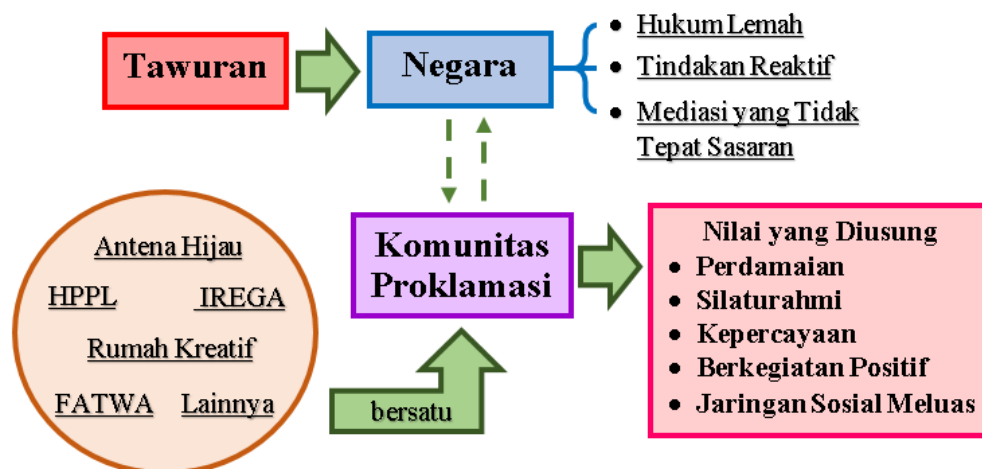 Tawuran
Negara
• Hukum Lemah
• Tindakan Reaktif
• Mediasi yang Tidak
Tepat Sasaran
Antena Hijau
HPPL
IREGA
Rumah Kreatif
FATWA
Lainnya
bersatu
Komunitas
Proklamasi
Nilai yang Diusung
• Perdamaian
• Silaturahmi
• Kepercayaan
• Berkegiatan Positif
• Jaringan Sosial Meluas